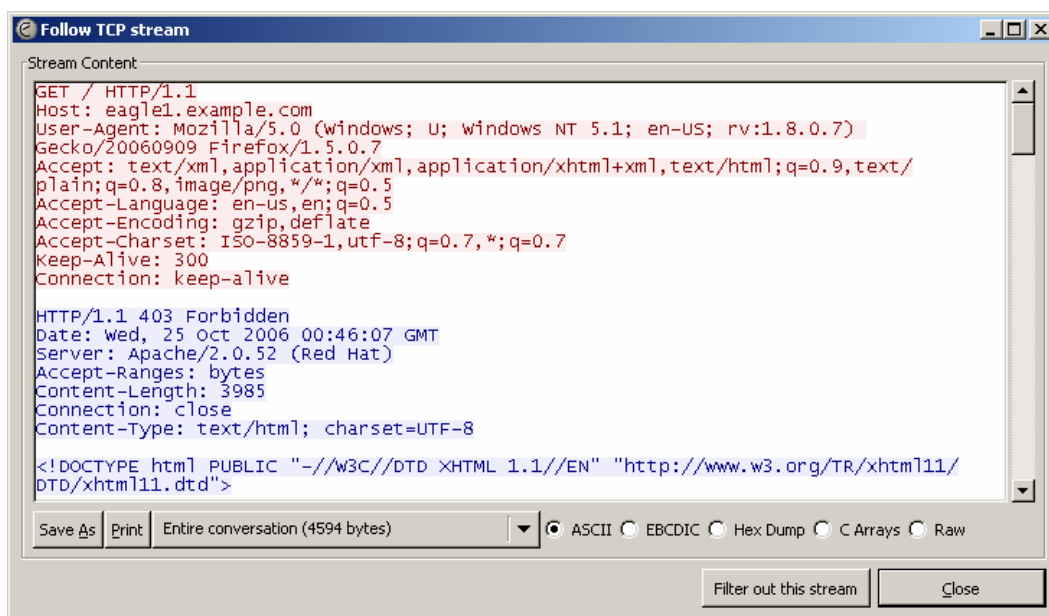 Follow TCP stream
Stream Content
GET / HTTP/1.1
Host: eagle1.example.com
User-Agent: Mozilla/5.0 (Windows; U; Windows NT 5.1; en-US; rv:1.8.0.7)
Gecko/20060909 Firefox/1.5.0.7
Accept: text/xml,application/xml,application/xhtml+xml,text/html;q=0.9,text/
plain;q=0.8,image/png,*/*;q=0.5
Accept-Language: en-us,en;q=0.5
Accept-Encoding: gzip,deflate
Accept-Charset: ISO-8859-1,utf-8;q=0.7,*;q=0.7
Keep-Alive: 300
Connection: keep-alive
HTTP/1.1 403 Forbidden
Date: Wed, 25 Oct 2006 00:46:07 GMT
Server: Apache/2.0.52 (Red Hat)
Accept-Ranges: bytes
Content-Length: 3985
Connection: close
Content-Type: text/html; charset=UTF-8
<!DOCTYPE html PUBLIC "-//W3C//DTD XHTML 1.1//EN" "http://www.w3.org/TR/xhtml11/
DTD/xhtml11.dtd">
Save As Print Entire conversation (4594 bytes) ASCII EBCDIC Hex Dump C Arrays Raw
Filter out this stream Close